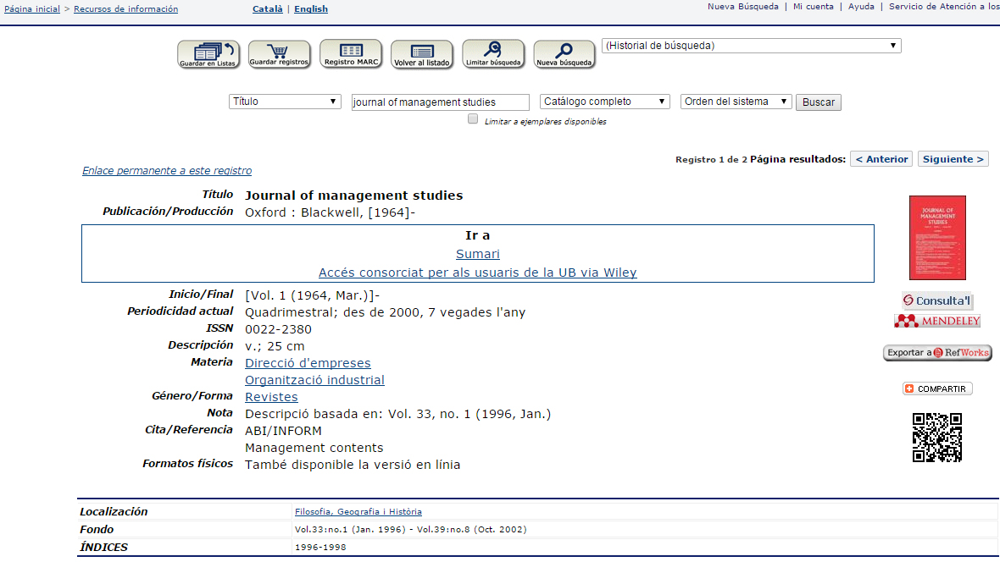 Página inicial > Recursos de información
Català | English
Nueva Búsqueda | Mi cuenta | Ayuda | Servicio de Atención a los
Guardar en Listas
Guardar registros
Registro MARC
Volver al listado
Limitar búsqueda
Nueva búsqueda
(Historial de búsqueda)
Título
journal of management studies
Catálogo completo
Orden del sistema
Buscar
Limitar a ejemplares disponibles
Registro 1 de 2 Página resultados: < Anterior Siguiente >
Enlace permanente a este registro
Título Journal of management studies
Publicación/Producción Oxford : Blackwell, [1964]-
Ir a
Sumari
Accés consorciat per als usuaris de la UB via Wiley
Inicio/Final [Vol. 1 (1964, Mar.)]-
Periodicidad actual Quadrimestral; des de 2000, 7 vegades l'any
ISSN 0022-2380
Descripción v.; 25 cm
Materia Direcció d'empreses
Organització industrial
Género/Forma Revistes
Nota Descripció basada en: Vol. 33, no. 1 (1996, Jan.)
Cita/Referencia ABI/INFORM
Management contents
Formatos físicos També disponible la versió en línia
JOURNAL OF
MANAGEMENT
STUDIES
Consulta'l
MENDELEY
Exportar a RefWorks
COMPARTIR
Localización Filosofia, Geografia i Història
Fondo Vol.33:no.1 (Jan. 1996) - Vol.39:no.8 (Oct. 2002)
ÍNDICES 1996-1998